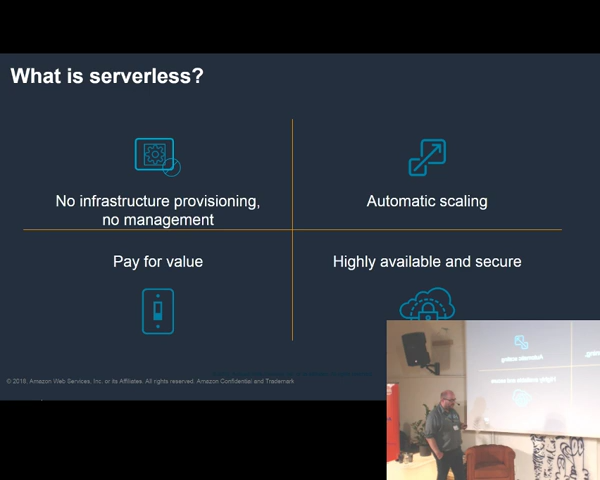 What is serverless?
No infrastructure provisioning,
no management
Automatic scaling
Pay for value
Highly available and secure
© 2019, Amazon Web Services, Inc. or its Affiliates. All rights reserved. Amazon Confidential and Trademark